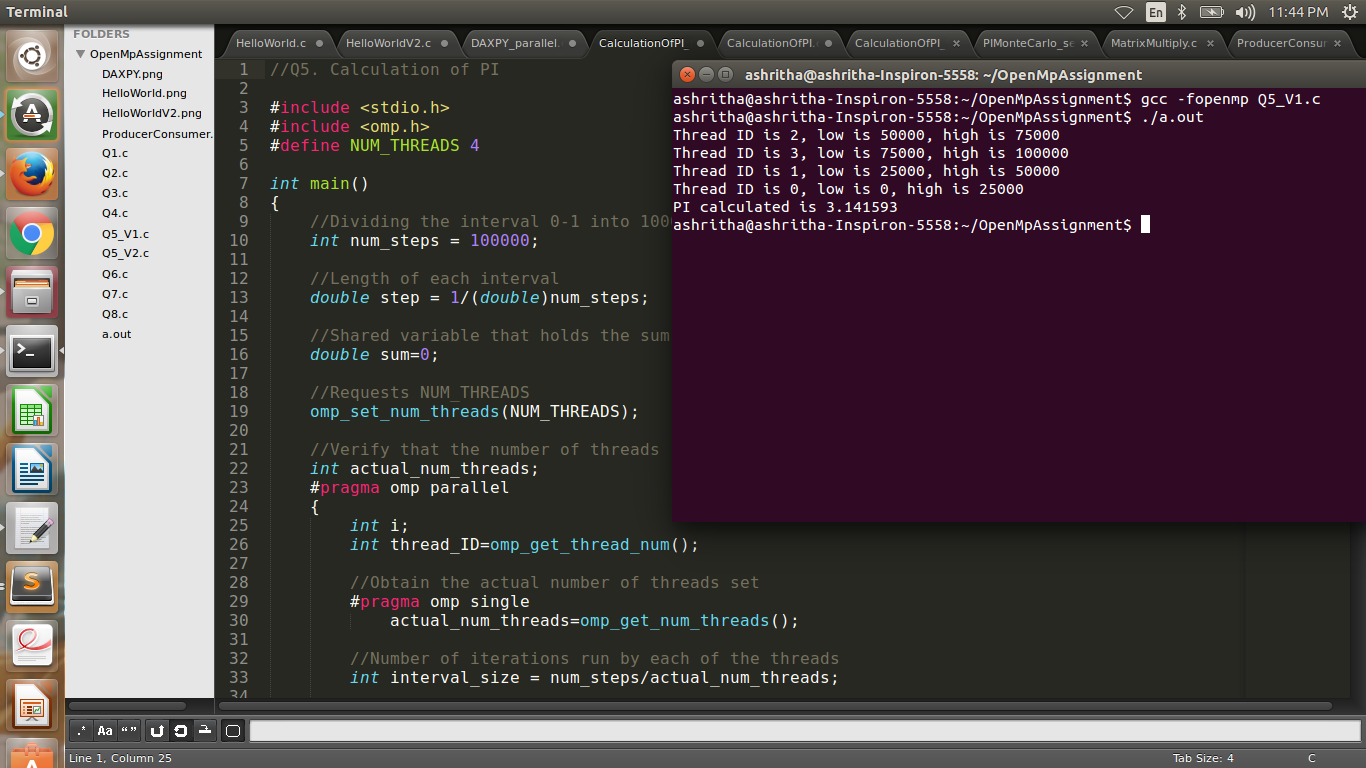 Terminal
En
11:44 PM
FOLDERS
OpenMpAssignment
DAXPY.png
HelloWorld.png
HelloWorldV2.png
ProducerConsumer.
Q1.c
Q2.c
Q3.c
Q4.c
Q5_V1.c
Q5_V2.c
Q6.c
Q7.c
Q8.c
a.out
HelloWorld.c
HelloWorldV2.c
DAXPY_parallel.
CalculationOfPI_
CalculationOfPI.
CalculationOfPI_
PIMonteCarlo_se
MatrixMultiply.c
ProducerConsur
1 //Q5. Calculation of PI
2
3 #include <stdio.h>
4 #include <omp.h>
5 #define NUM_THREADS 4
6
7 int main()
8 {
9 //Dividing the interval 0-1 into 100
10 int num_steps = 100000;
11
12 //Length of each interval
13 double step = 1/(double)num_steps;
14
15 //Shared variable that holds the sum
16 double sum=0;
17
18 //Requests NUM_THREADS
19 omp_set_num_threads(NUM_THREADS);
20
21 //Verify that the number of threads
22 int actual_num_threads;
23 #pragma omp parallel
24 {
25 int i;
26 int thread_ID=omp_get_thread_num();
27
28 //Obtain the actual number of threads set
29 #pragma omp single
30 actual_num_threads=omp_get_num_threads();
31
32 //Number of iterations run by each of the threads
33 int interval_size = num_steps/actual_num_threads;
34
ashritha@ashritha-Inspiron-5558: ~/OpenMpAssignment
ashritha@ashritha-Inspiron-5558:~/OpenMpAssignment$ gcc -fopenmp Q5_V1.c
ashritha@ashritha-Inspiron-5558:~/OpenMpAssignment$ ./a.out
Thread ID is 2, low is 50000, high is 75000
Thread ID is 3, low is 75000, high is 100000
Thread ID is 1, low is 25000, high is 50000
Thread ID is 0, low is 0, high is 25000
PI calculated is 3.141593
ashritha@ashritha-Inspiron-5558:~/OpenMpAssignment$
.* Aa “ ”
Line 1, Column 25
Tab Size: 4
C